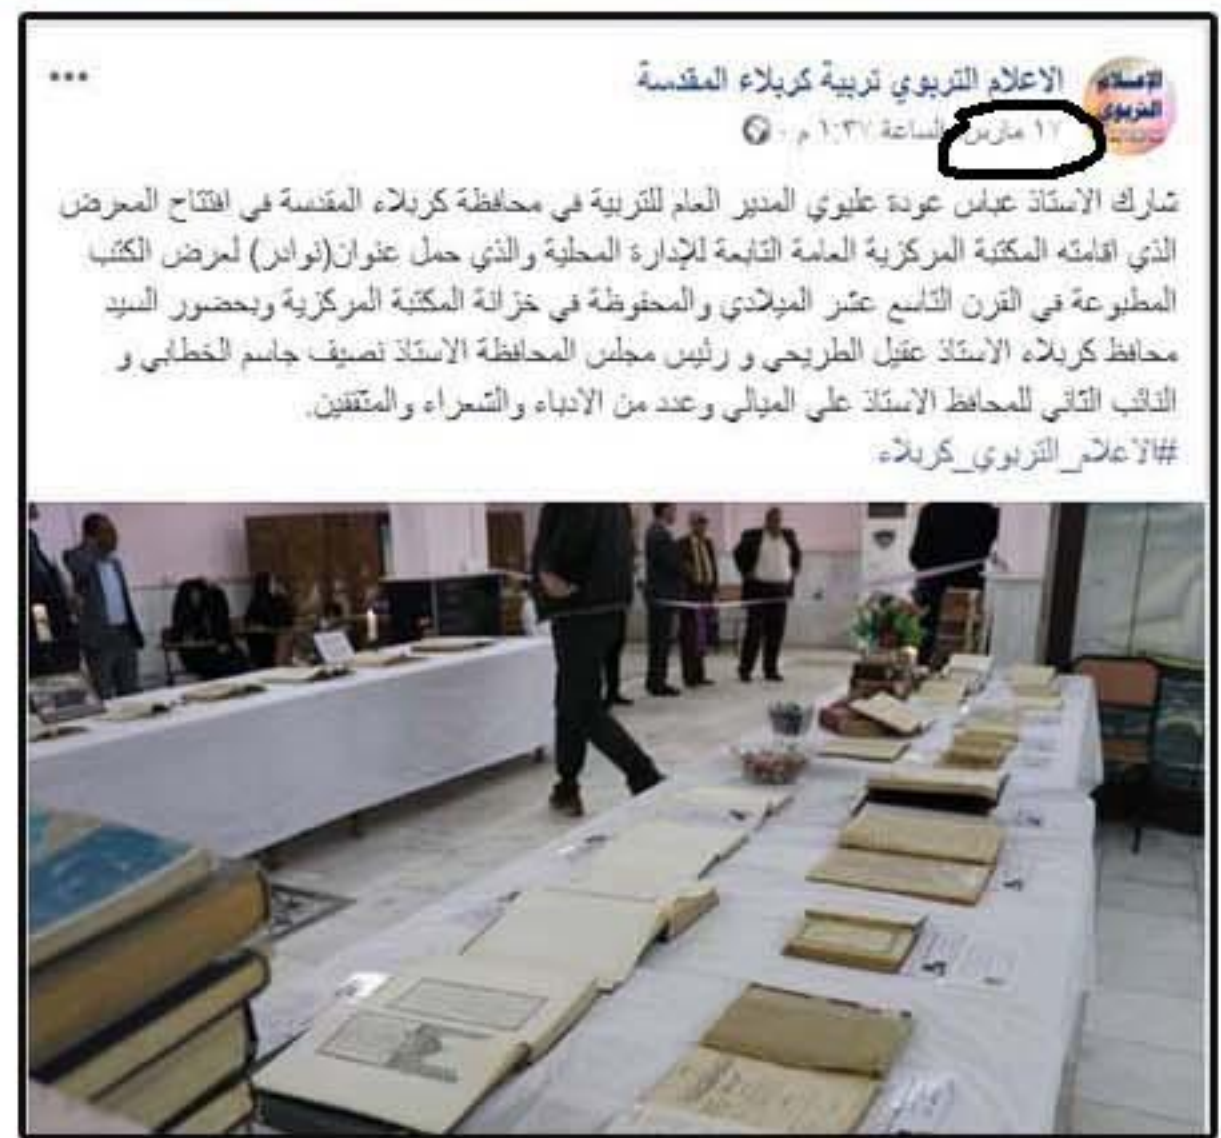 الاعلام التربوي تربية كربلاء المقدسة
١٧ مارس الساعة ١:٣٧ م ·
الإعلام
التربوي
شارك الاستاذ عباس عودة عليوي المدير العام للتربية في محافظة كربلاء المقدسة في افتتاح المعرض
الذي اقامته المكتبة المركزية العامة التابعة للإدارة المحلية والذي حمل عنوان(نوادر) لعرض الكتب
المطبوعة في القرن التاسع عشر الميلادي والمحفوظة في خزانة المكتبة المركزية وبحضور السيد
محافظ كربلاء الاستاذ عقيل الطريحي و رئيس مجلس المحافظة الاستاذ نصيف جاسم الخطابي و
النائب الثاني للمحافظ الاستاذ علي الميالي وعدد من الادباء والشعراء والمثقفين.
#الاعلام_التربوي_كربلاء